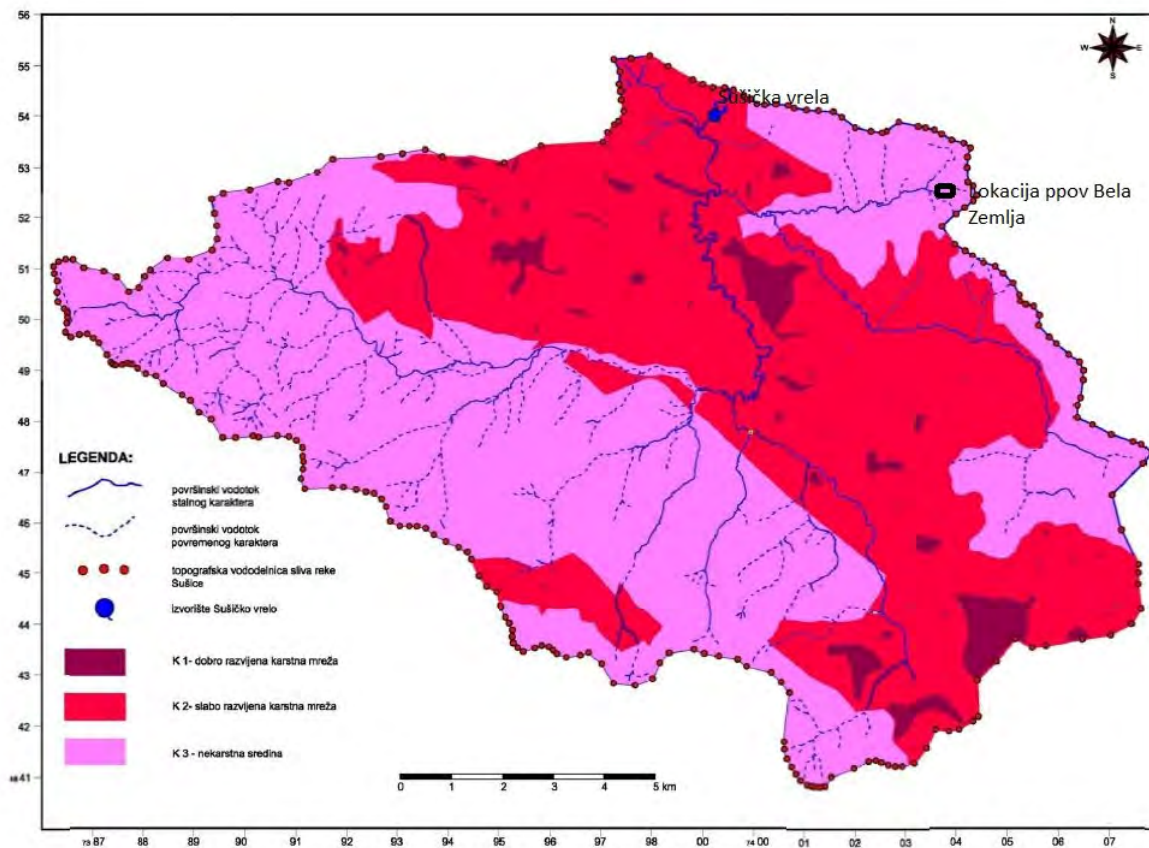 56
55
54
53
52
51
50
49
48
47
46
45
44
43
42
41
N
W E
S
Sušička vrela
Lokacija ppov Bela
Zemlja
LEGENDA:
površinski vodotok
stalnog karaktera
površinski vodotok
povremenog karaktera
topografska vododelnica sliva reke
Sušice
izvorište Sušičko vrelo
K 1- dobro razvijena karstna mreža
K 2- slabo razvijena karstna mreža
K 3 - nekarstna sredina
0 1 2 3 4 5 km
73 87 88 89 90 91 92 93 94 95 96 97 98 99 74 00 01 02 03 04 05 06 07